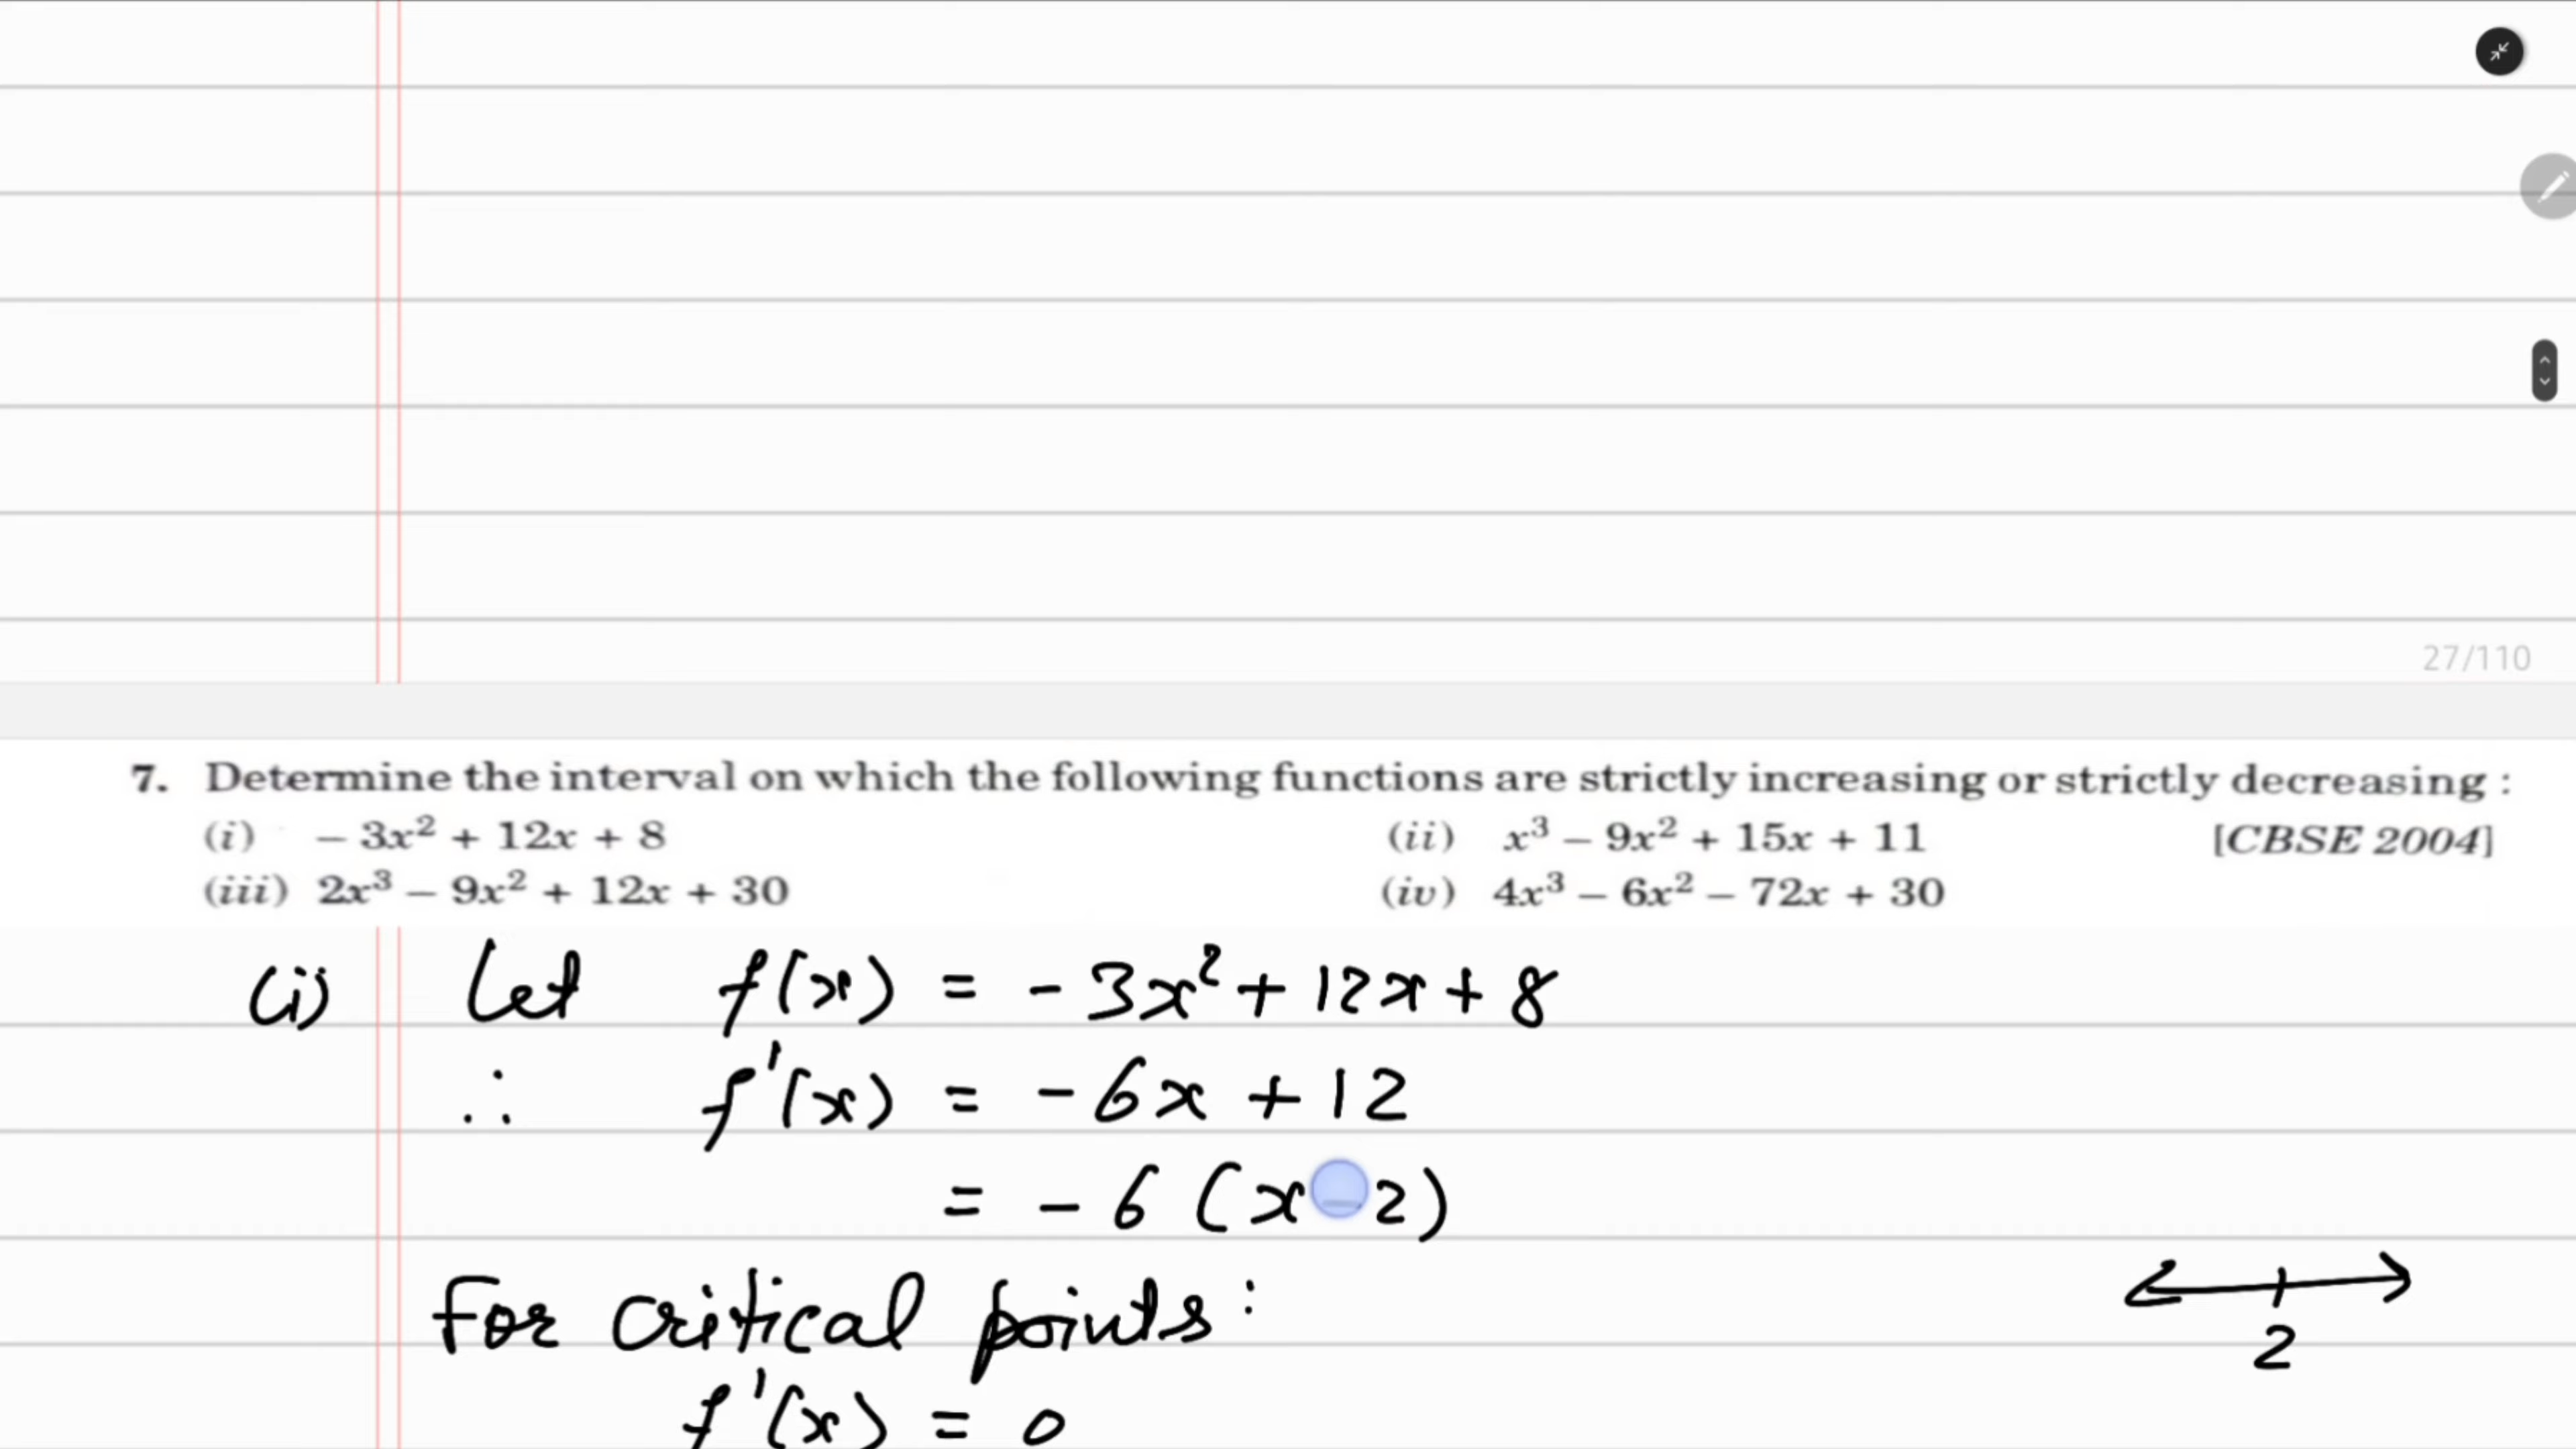 27/110
7. Determine the interval on which the following functions are strictly increasing or strictly decreasing :
(i) – 3x² + 12x + 8 (ii) x³ – 9x² + 15x + 11 [CBSE 2004]
(iii) 2x³ – 9x² + 12x + 30 (iv) 4x³ – 6x² – 72x + 30
(i) Let f(x) = - 3x² + 12x + 8
∴ f'(x) = - 6x + 12
= - 6 (x - 2)
For critical points :
2
f'(x) = 0